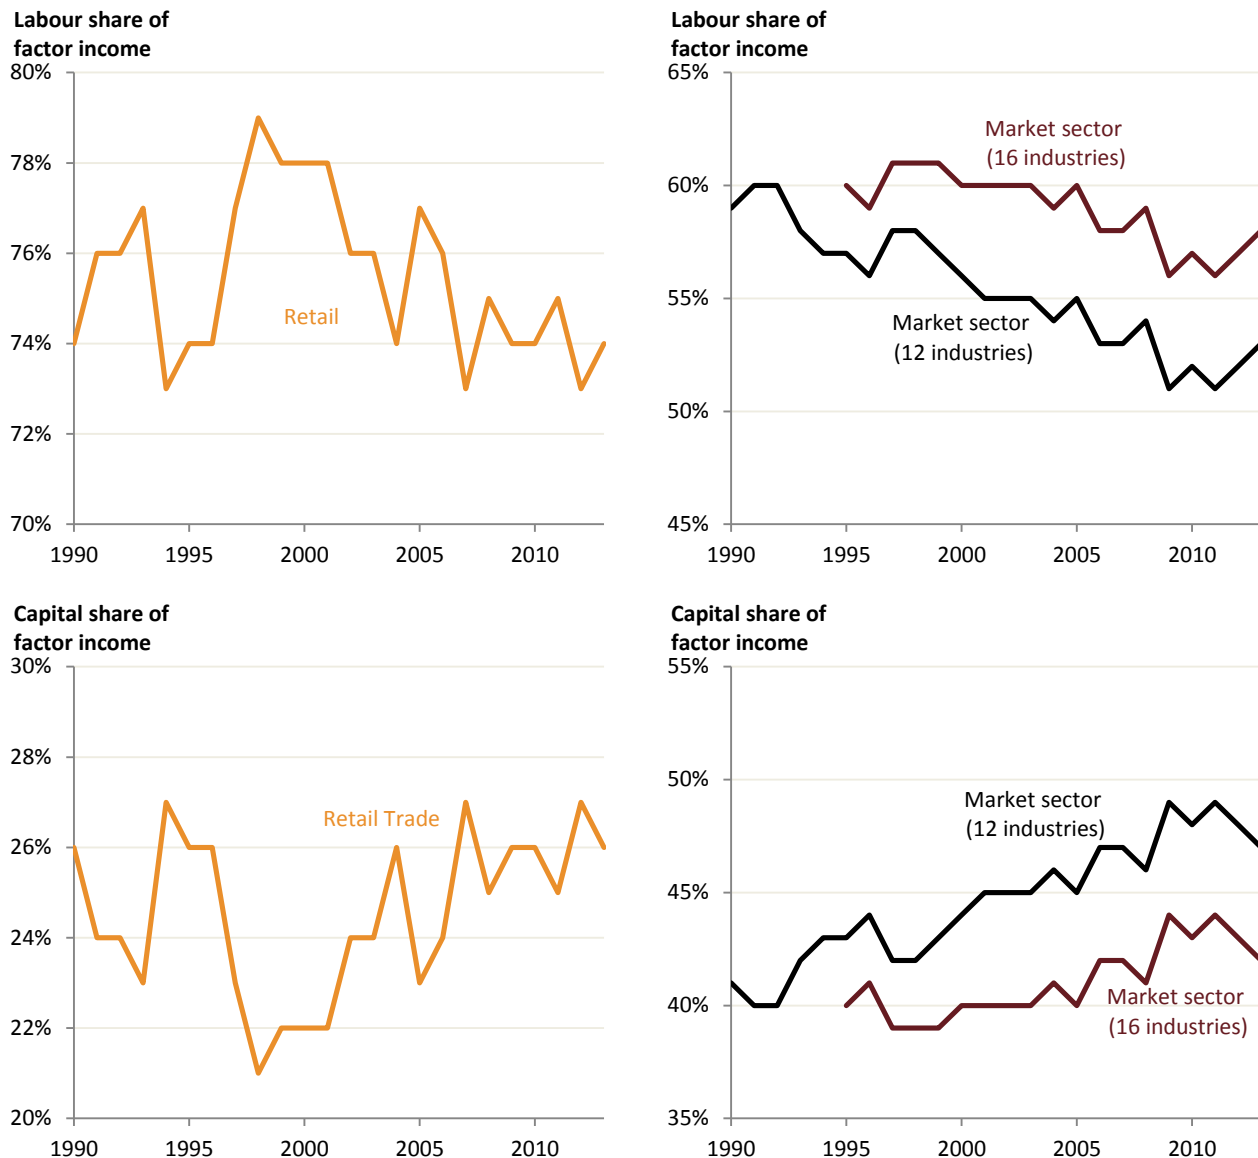 Labour share of
factor income
80%
78%
76%
74%
72%
70%
Retail
1990
1995
2000
2005
2010
Labour share of
factor income
65%
60%
55%
50%
45%
Market sector
(16 industries)
Market sector
(12 industries)
1990
1995
2000
2005
2010
Capital share of
factor income
30%
28%
26%
24%
22%
20%
Retail Trade
1990
1995
2000
2005
2010
Capital share of
factor income
55%
50%
45%
40%
35%
Market sector
(12 industries)
Market sector
(16 industries)
1990
1995
2000
2005
2010